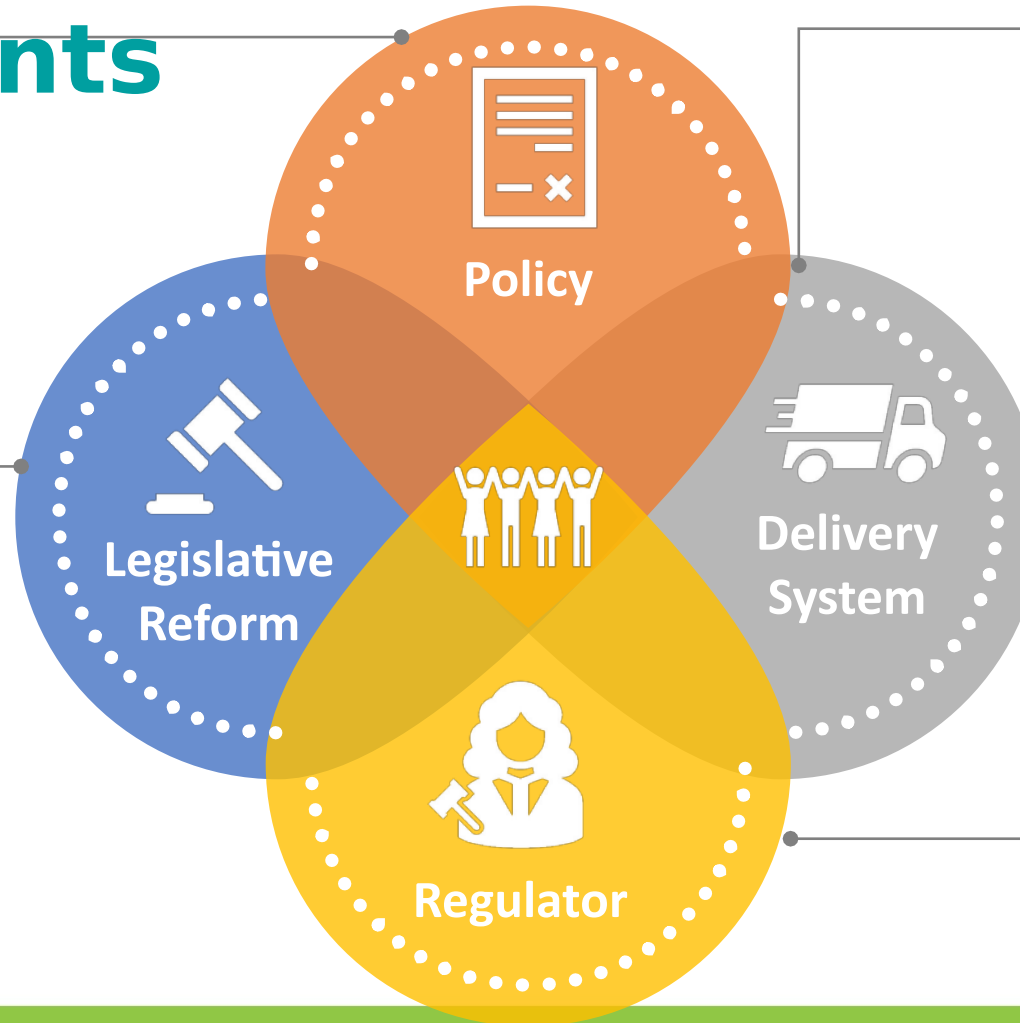 nts
Policy
Legislative
Reform
Delivery
System
Regulator